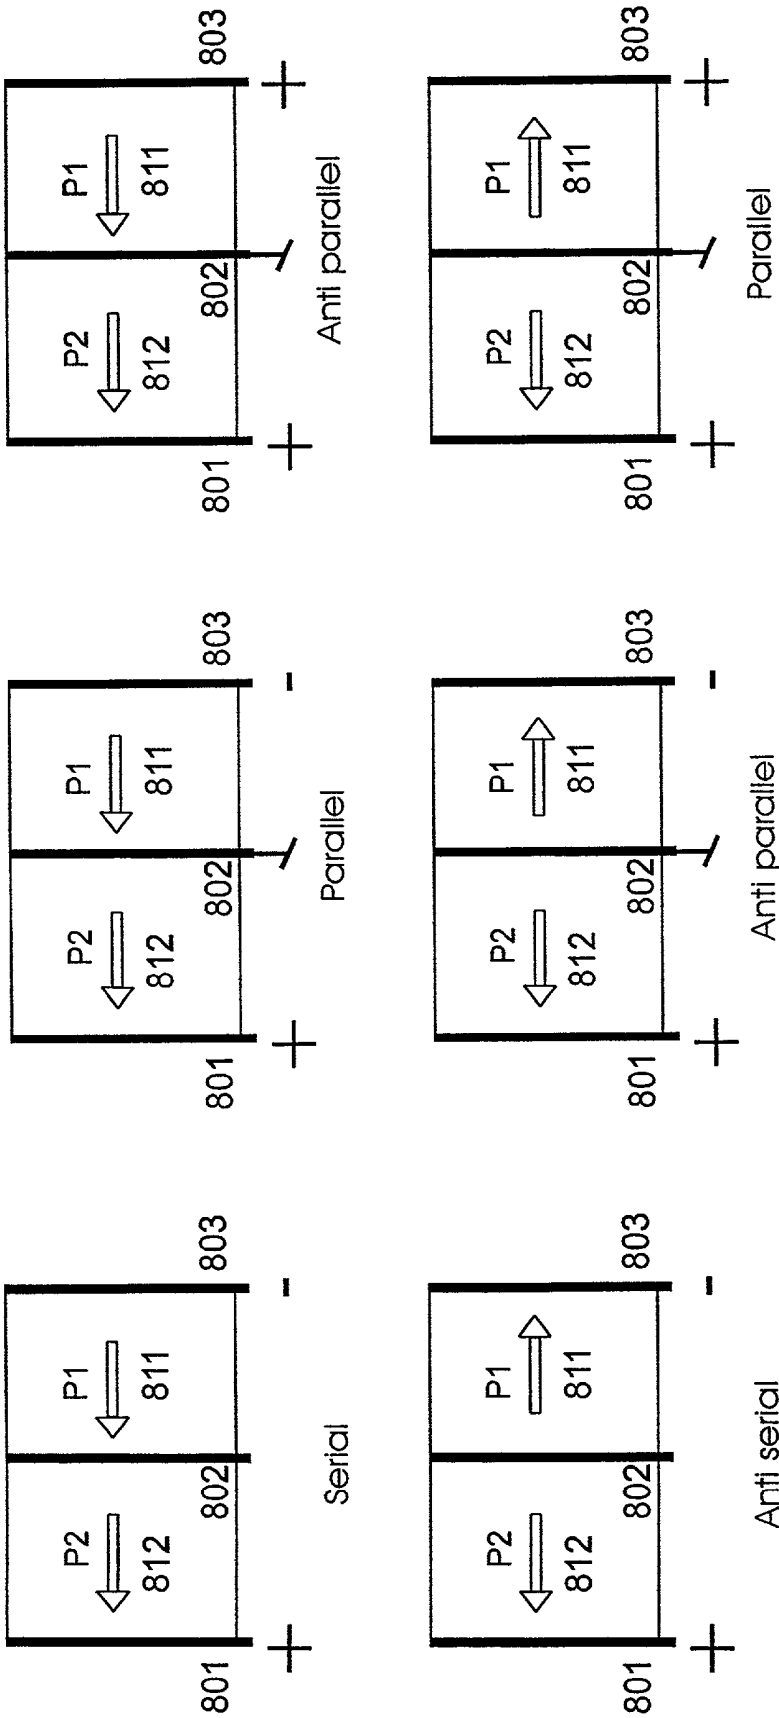 P2 P1
812 811
801 802 803
+ -
Serial
P2 P1
812 811
801 802 803
+ -
Parallel
P2 P1
812 811
801 802 803
+ +
Anti parallel
P2 P1
812 811
801 802 803
+ -
Anti serial
P2 P1
812 811
801 802 803
+ -
Anti parallel
P2 P1
812 811
801 802 803
+ +
Parallel